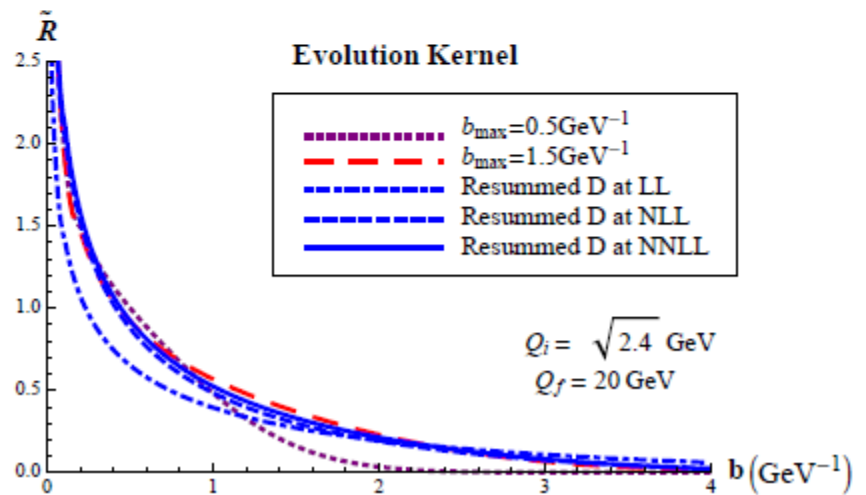 R̃
Evolution Kernel
2.5
b_max=0.5GeV⁻¹
b_max=1.5GeV⁻¹
Resummed D at LL
Resummed D at NLL
Resummed D at NNLL
2.0
1.5
1.0
Q_i = √2.4 GeV
Q_f = 20 GeV
0.5
0.0
0 1 2 3 4
b (GeV⁻¹)